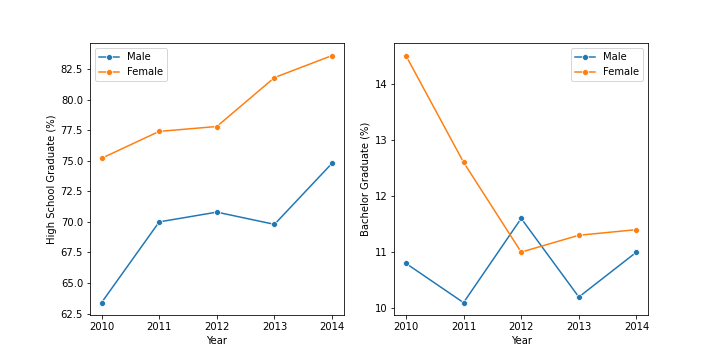 High School Graduate (%)
82.5
80.0
77.5
75.0
72.5
70.0
67.5
65.0
62.5
Male
Female
2010 2011 2012 2013 2014
Year
Bachelor Graduate (%)
14
13
12
11
10
Male
Female
2010 2011 2012 2013 2014
Year